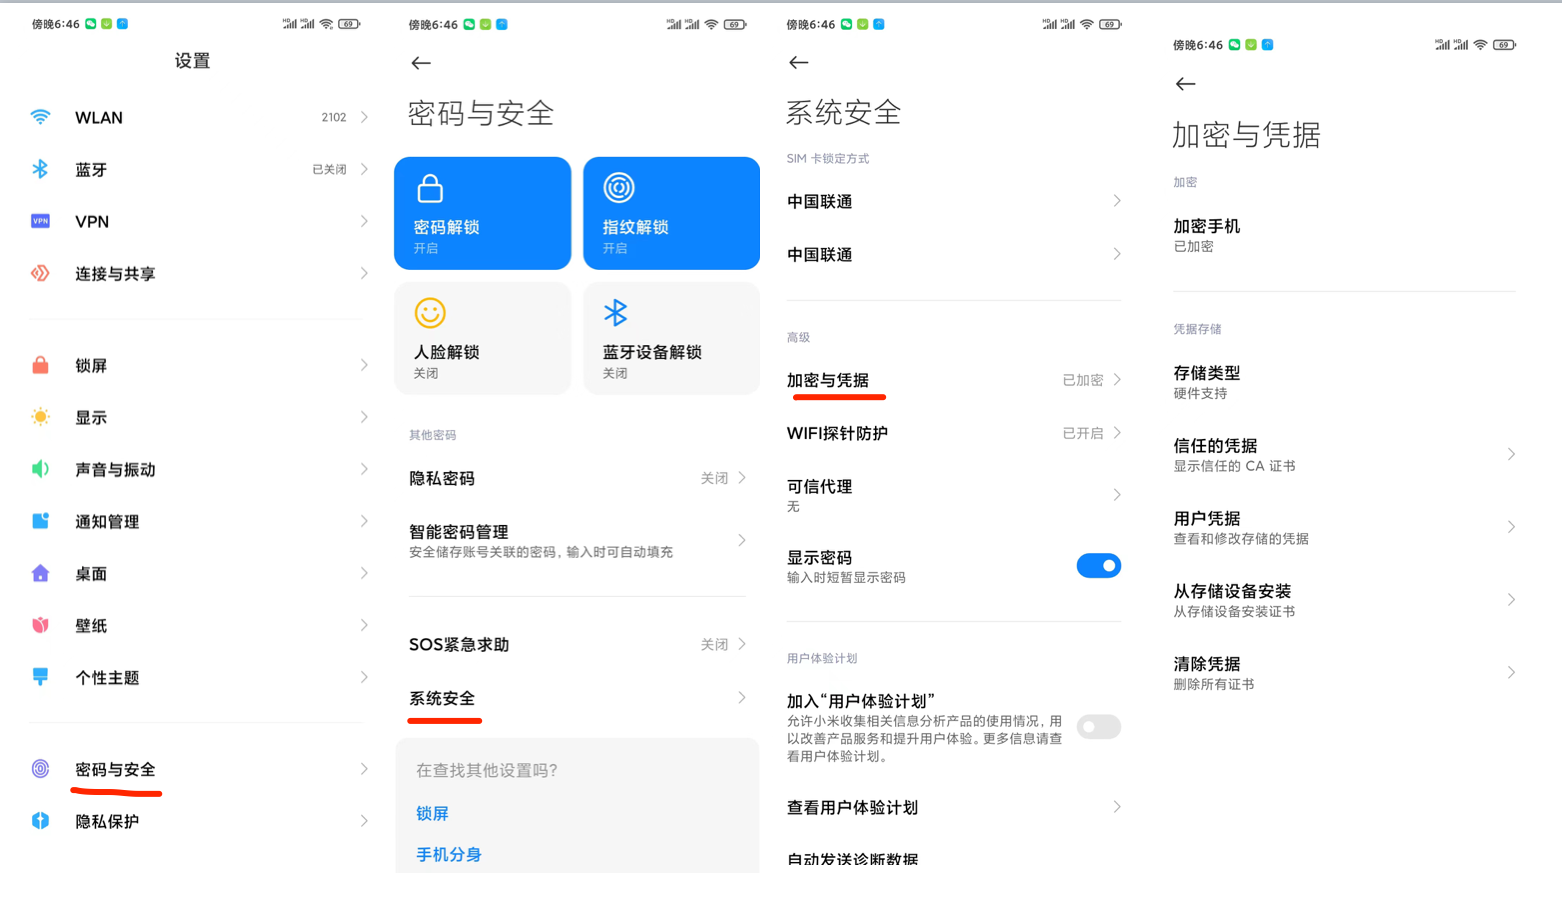 傍晚6:46
69
设置
WLAN
2102
蓝牙
已关闭
VPN
VPN
连接与共享
锁屏
显示
声音与振动
通知管理
桌面
壁纸
个性主题
密码与安全
隐私保护
傍晚6:46
69
密码与安全
密码解锁
开启
指纹解锁
开启
人脸解锁
关闭
蓝牙设备解锁
关闭
其他密码
隐私密码
关闭
智能密码管理
安全储存账号关联的密码，输入时可自动填充
SOS紧急求助
关闭
系统安全
在查找其他设置吗？
锁屏
手机分身
傍晚6:46
69
系统安全
SIM 卡锁定方式
中国联通
中国联通
高级
加密与凭据
已加密
WIFI探针防护
已开启
可信代理
无
显示密码
输入时短暂显示密码
用户体验计划
加入“用户体验计划”
允许小米收集相关信息分析产品的使用情况，用
以改善产品服务和提升用户体验。更多信息请查
看用户体验计划。
查看用户体验计划
自动发送诊断数据
傍晚6:46
69
加密与凭据
加密
加密手机
已加密
凭据存储
存储类型
硬件支持
信任的凭据
显示信任的 CA 证书
用户凭据
查看和修改存储的凭据
从存储设备安装
从存储设备安装证书
清除凭据
删除所有证书